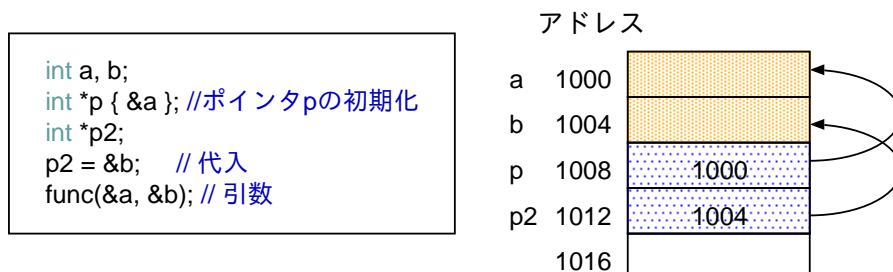 int a, b;
int *p { &a }; //ポインタpの初期化
int *p2;
p2 = &b; // 代入
func(&a, &b); // 引数
アドレス
a 1000
b 1004
p 1008 1000
p2 1012 1004
1016